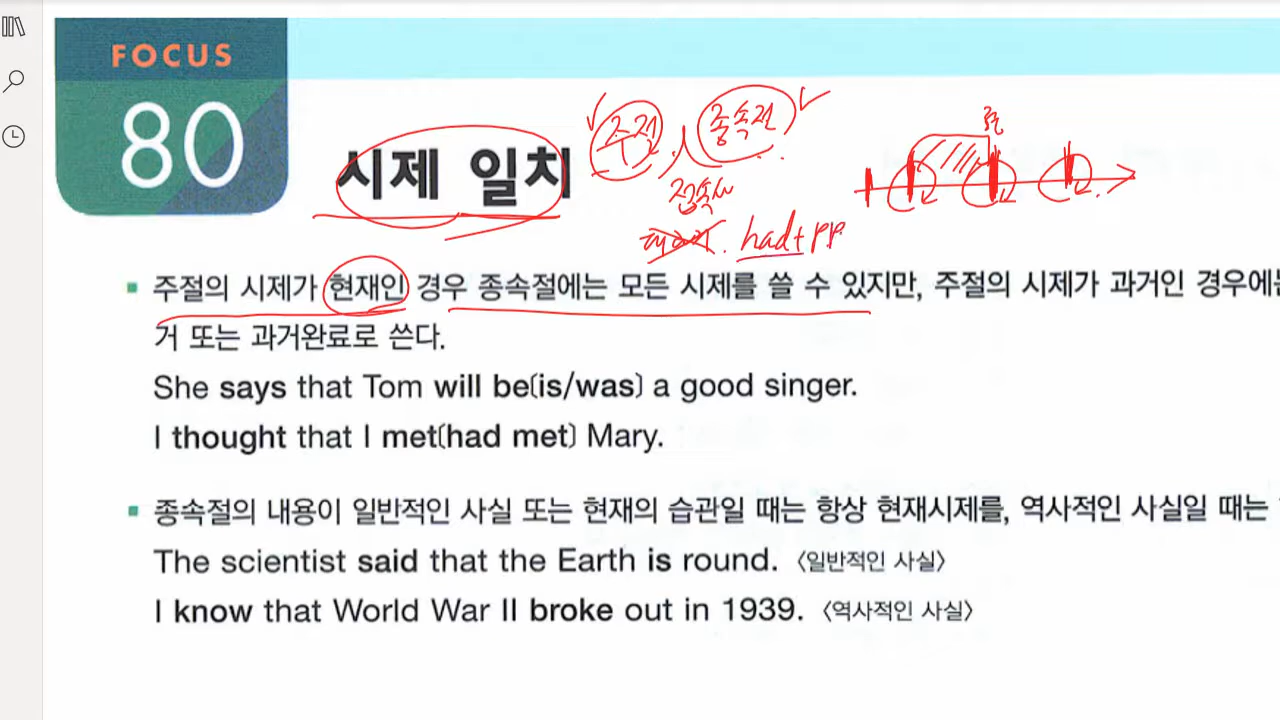 FOCUS
80
시제 일치
주절
종속절
접속사
had+ P.P.
주절의 시제가 현재인 경우 종속절에는 모든 시제를 쓸 수 있지만, 주절의 시제가 과거인 경우에는
거 또는 과거완료로 쓴다.
She says that Tom will be(is/was) a good singer.
I thought that I met(had met) Mary.
종속절의 내용이 일반적인 사실 또는 현재의 습관일 때는 항상 현재시제를, 역사적인 사실일 때는
The scientist said that the Earth is round. 〈일반적인 사실〉
I know that World War II broke out in 1939. 〈역사적인 사실〉